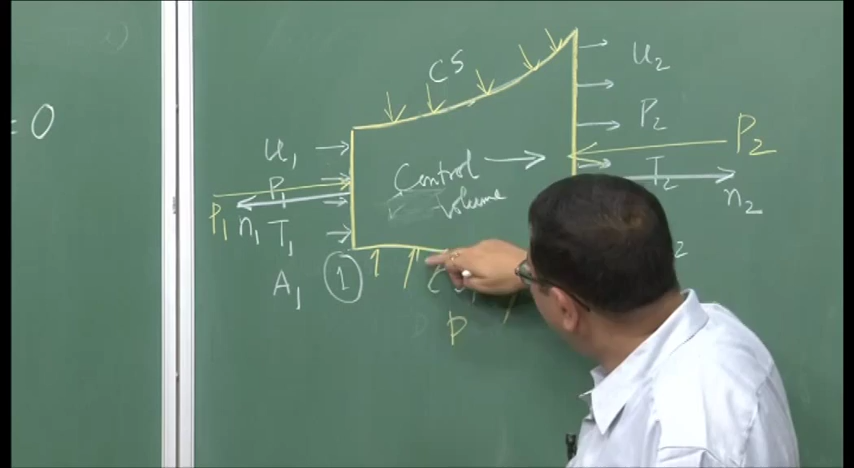 = 0
CS
u₁
P₁
P₁
n₁
T₁
A₁
1
Control
Volume
u₂
P₂
P₂
T₂
n₂
p